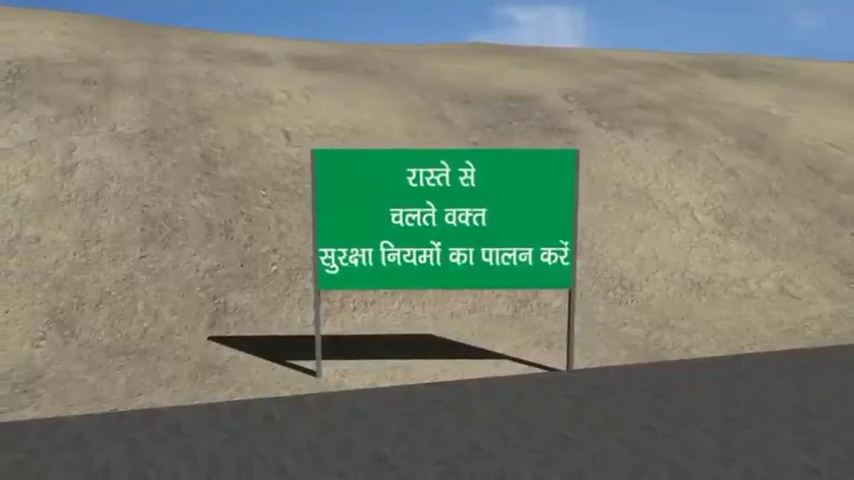 रास्ते से
चलते वक्त
सुरक्षा नियमों का पालन करें